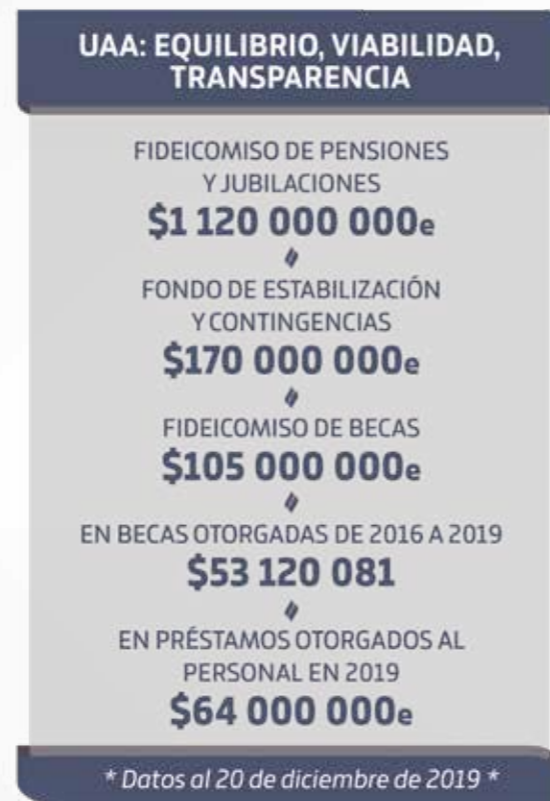 UAA: EQUILIBRIO, VIABILIDAD,
TRANSPARENCIA
FIDEICOMISO DE PENSIONES
Y JUBILACIONES
$1 120 000 000e
FONDO DE ESTABILIZACIÓN
Y CONTINGENCIAS
$170 000 000e
FIDEICOMISO DE BECAS
$105 000 000e
EN BECAS OTORGADAS DE 2016 A 2019
$53 120 081
EN PRÉSTAMOS OTORGADOS AL
PERSONAL EN 2019
$64 000 000e
* Datos al 20 de diciembre de 2019 *